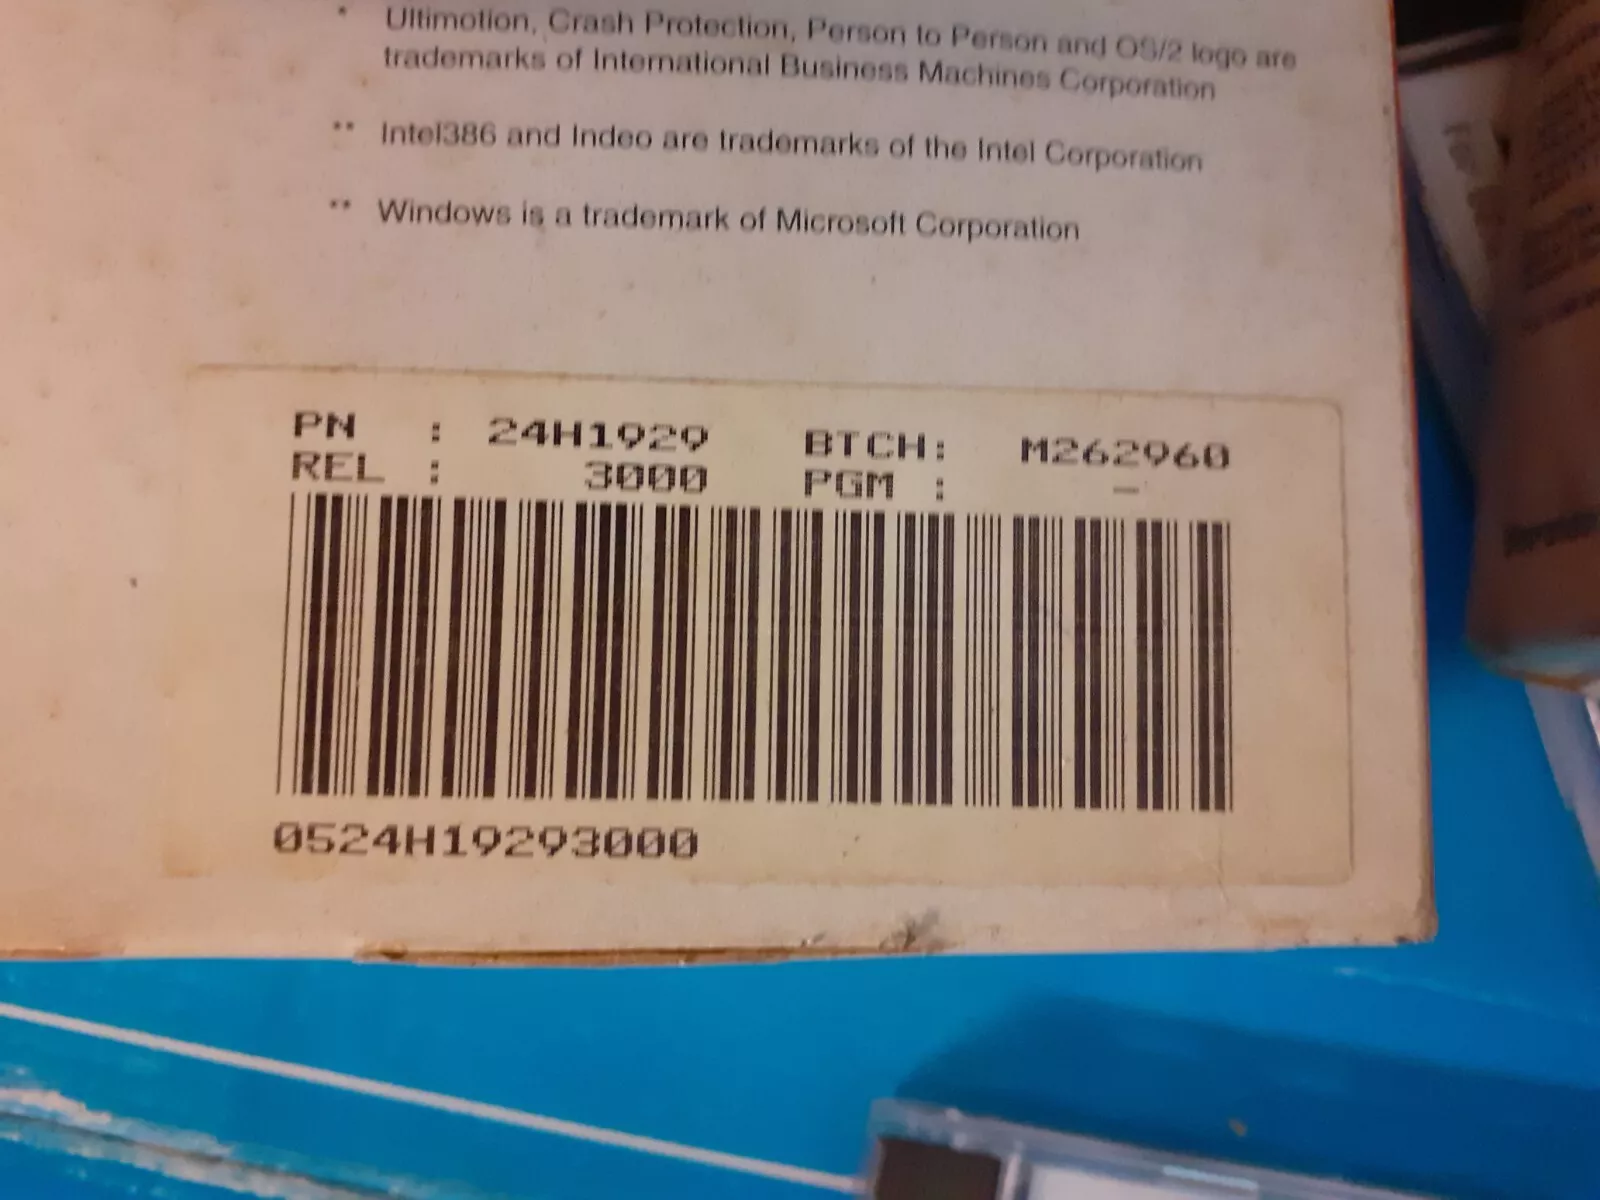 * Ultimotion, Crash Protection, Person to Person and OS/2 logo are
trademarks of International Business Machines Corporation
** Intel386 and Indeo are trademarks of the Intel Corporation
** Windows is a trademark of Microsoft Corporation
PN : 24H1929 BTCH: M262960
REL : 3000 PGM : –
0524H19293000